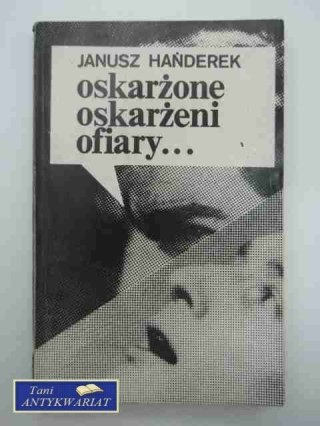 JANUSZ HAŃDEREK
oskarżone
oskarżeni
ofiary...
Tani
ANTYKWARIAT